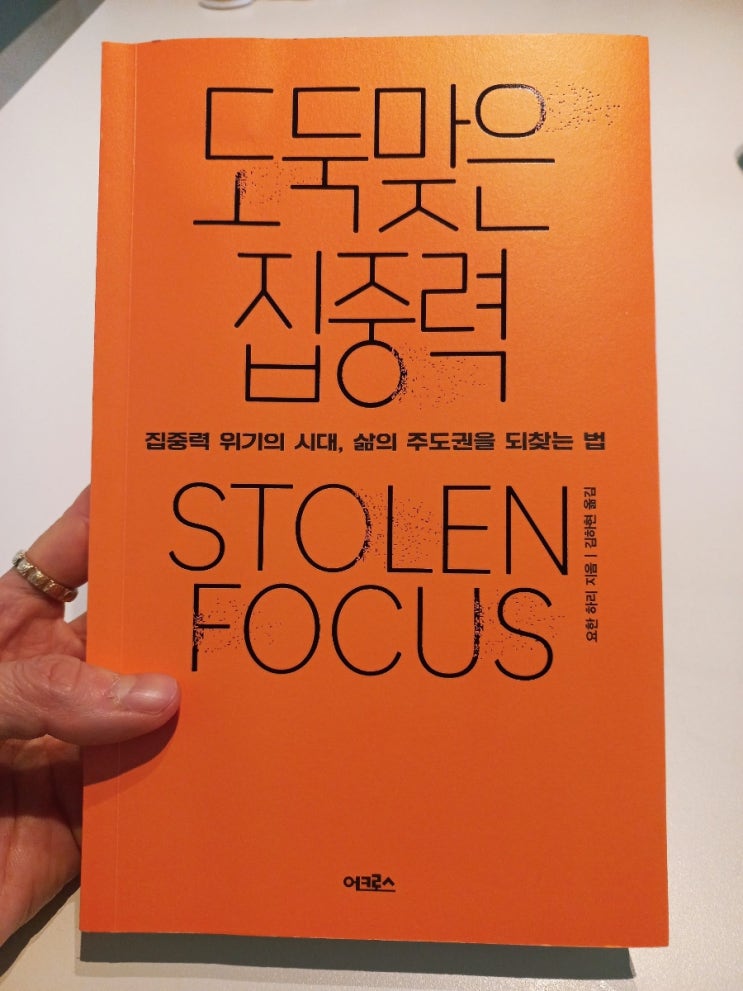 도둑맞은
집중력
집중력 위기의 시대, 삶의 주도권을 되찾는 법
STOLEN
FOCUS
요한 하리 지음 | 김하현 옮김
어크로스